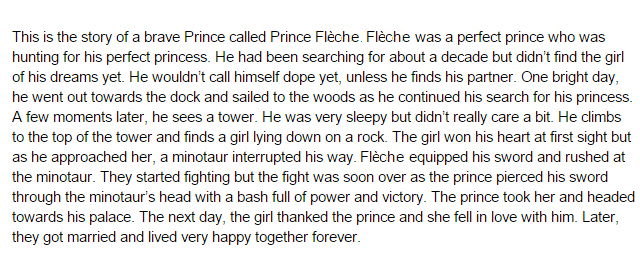 This is the story of a brave Prince called Prince Flèche. Flèche was a perfect prince who was
hunting for his perfect princess. He had been searching for about a decade but didn't find the girl
of his dreams yet. He wouldn't call himself dope yet, unless he finds his partner. One bright day,
he went out towards the dock and sailed to the woods as he continued his search for his princess.
A few moments later, he sees a tower. He was very sleepy but didn't really care a bit. He climbs
to the top of the tower and finds a girl lying down on a rock. The girl won his heart at first sight but
as he approached her, a minotaur interrupted his way. Flèche equipped his sword and rushed at
the minotaur. They started fighting but the fight was soon over as the prince pierced his sword
through the minotaur's head with a bash full of power and victory. The prince took her and headed
towards his palace. The next day, the girl thanked the prince and she fell in love with him. Later,
they got married and lived very happy together forever.